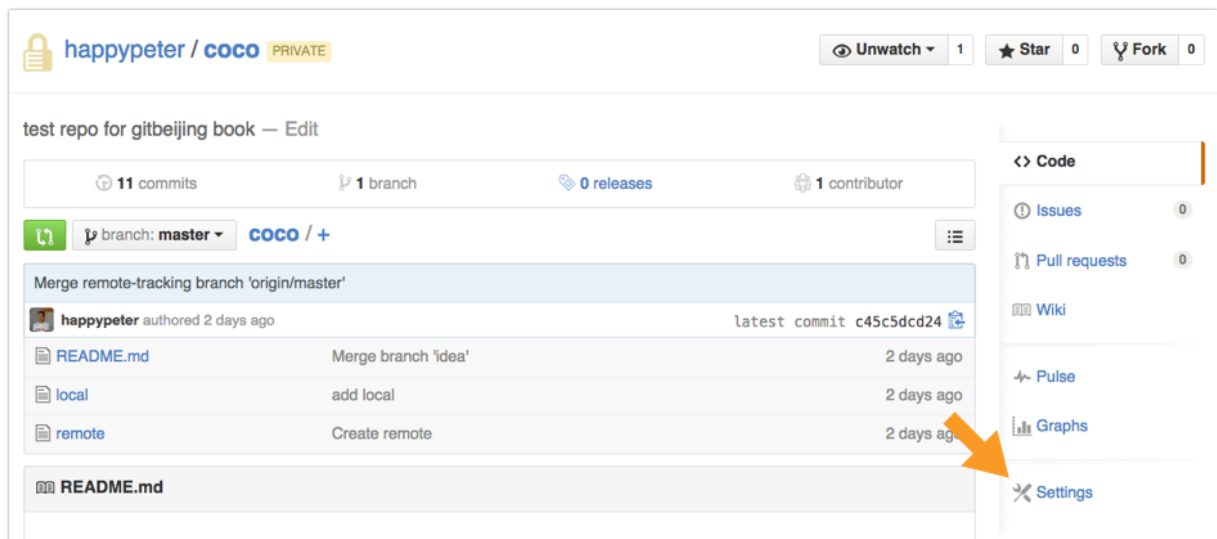 happypeter / coco PRIVATE
Unwatch 1 Star 0 Fork 0
test repo for gitbeijing book — Edit
11 commits 1 branch 0 releases 1 contributor
branch: master coco / +
Merge remote-tracking branch 'origin/master'
happypeter authored 2 days ago latest commit c45c5dcd24
README.md Merge branch 'idea' 2 days ago
local add local 2 days ago
remote Create remote 2 days ago
README.md
<> Code
Issues 0
Pull requests 0
Wiki
Pulse
Graphs
Settings